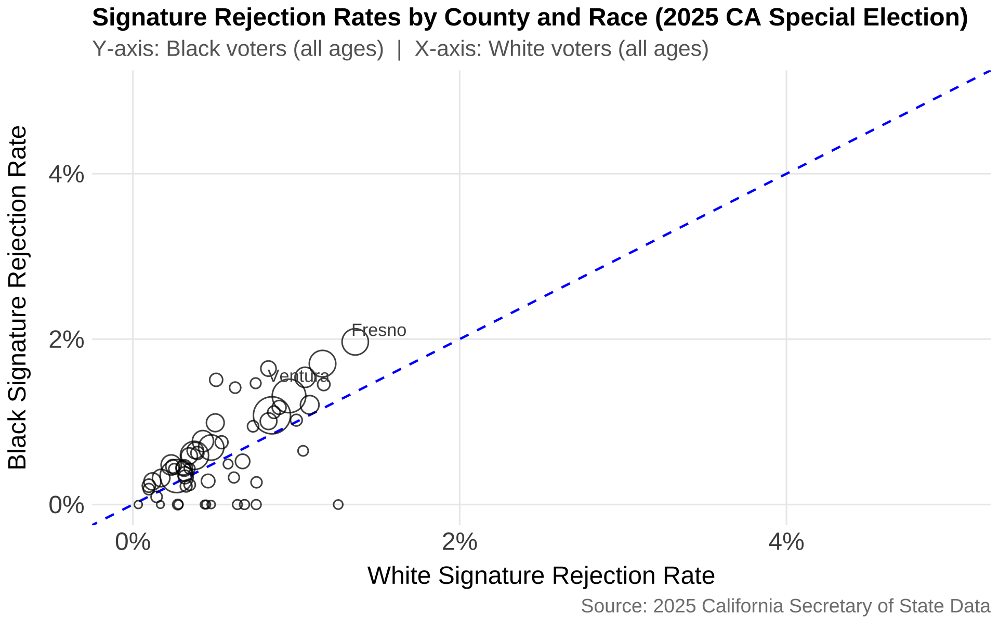 Signature Rejection Rates by County and Race (2025 CA Special Election)
Y-axis: Black voters (all ages)  |  X-axis: White voters (all ages)
Black Signature Rejection Rate
4%
2%
0%
Fresno
Ventura
0%
2%
4%
White Signature Rejection Rate
Source: 2025 California Secretary of State Data